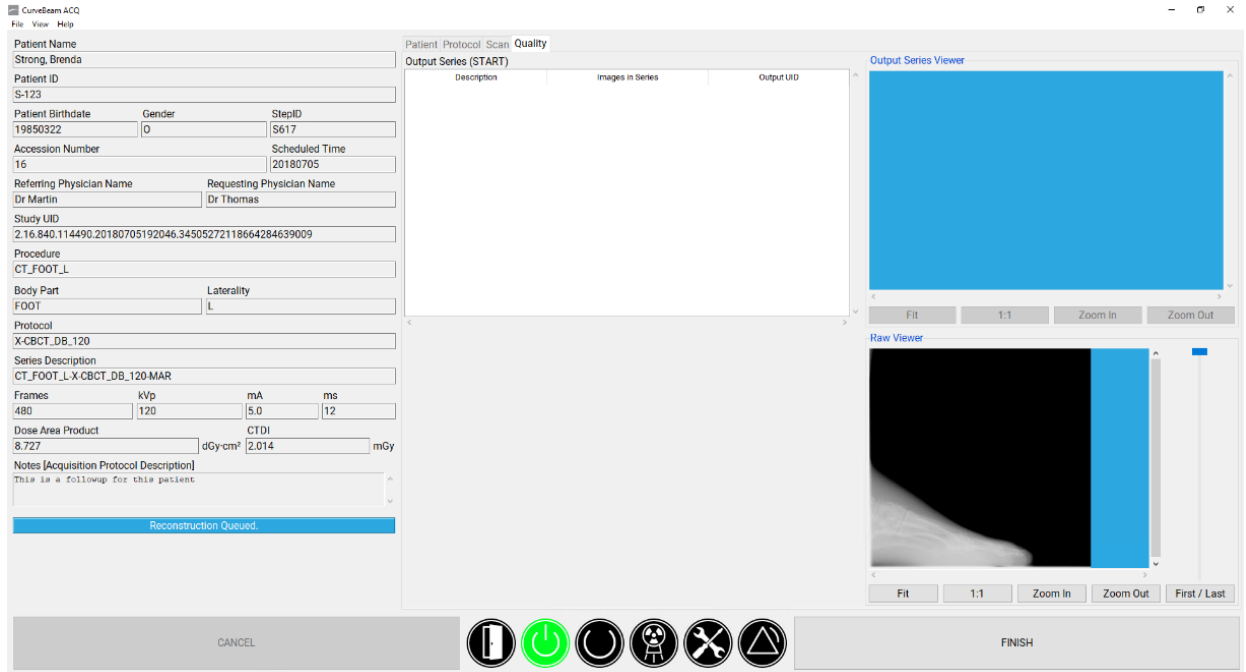 CurveBeam ACQ
File View Help
Patient Name
Strong, Brenda
Patient ID
S-123
Patient Birthdate Gender StepID
19850322 O S617
Accession Number Scheduled Time
16 20180705
Referring Physician Name Requesting Physician Name
Dr Martin Dr Thomas
Study UID
2.16.840.114490.20180705192046.34505272118664284639009
Procedure
CT_FOOT_L
Body Part Laterality
FOOT L
Protocol
X-CBCT_DB_120
Series Description
CT_FOOT_L-X-CBCT_DB_120-MAR
Frames kVp mA ms
480 120 5.0 12
Dose Area Product CTDI
8.727 dGy·cm² 2.014 mGy
Notes [Acquisition Protocol Description]
This is a followup for this patient
Reconstruction Queued.
Patient Protocol Scan Quality
Output Series (START)
Description Images in Series Output UID
Output Series Viewer
Fit 1:1 Zoom In Zoom Out
Raw Viewer
Fit 1:1 Zoom In Zoom Out First / Last
CANCEL
FINISH